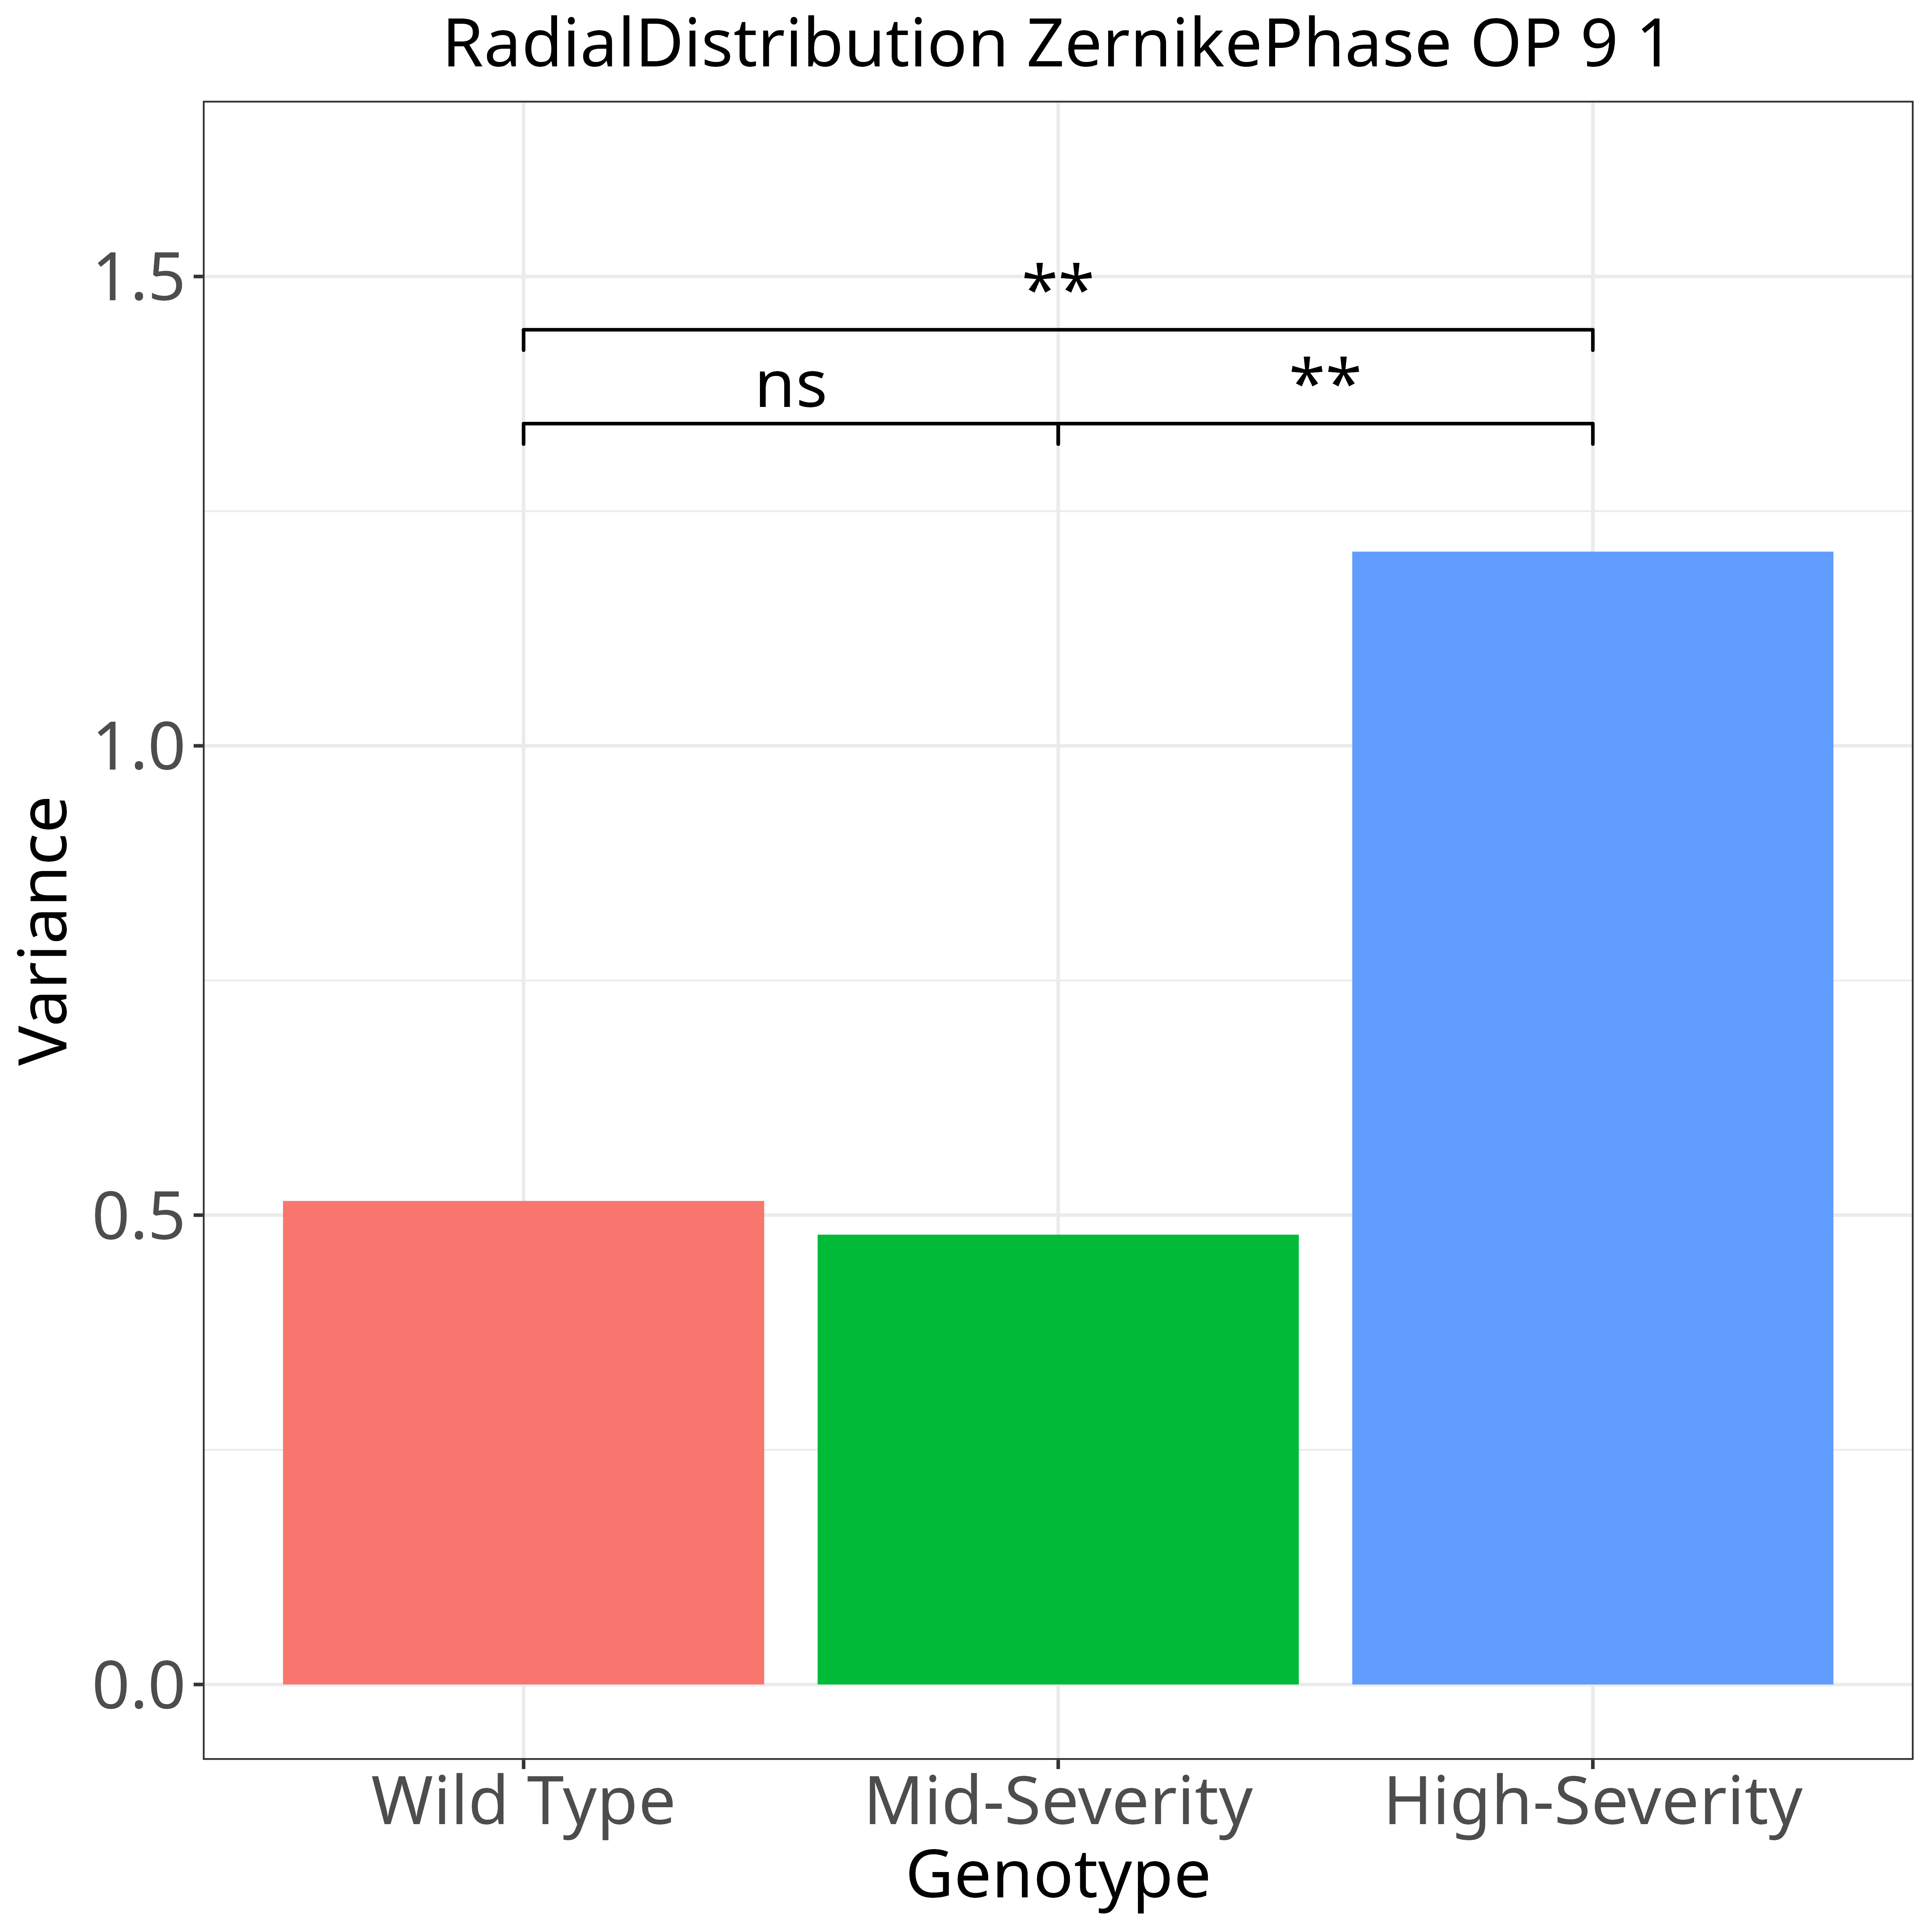 RadialDistribution ZernikePhase OP 9 1
1.5
1.0
0.5
0.0
Variance
**
ns
**
Wild Type
Mid-Severity
High-Severity
Genotype